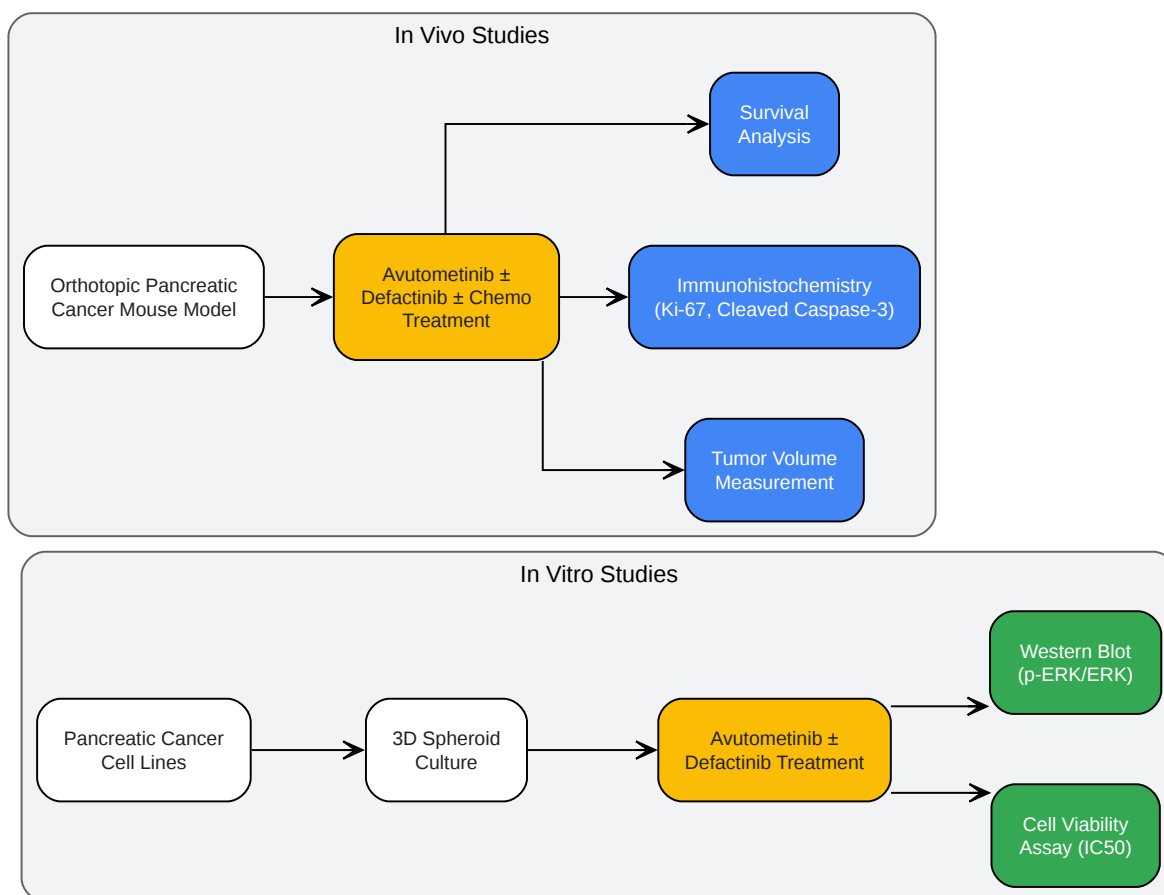 In Vivo Studies
Survival
Analysis
Orthotopic Pancreatic
Cancer Mouse Model
Avutometinib ±
Defactinib ± Chemo
Treatment
Immunohistochemistry
(Ki-67, Cleaved Caspase-3)
Tumor Volume
Measurement
In Vitro Studies
Pancreatic Cancer
Cell Lines
3D Spheroid
Culture
Avutometinib ±
Defactinib Treatment
Western Blot
(p-ERK/ERK)
Cell Viability
Assay (IC50)